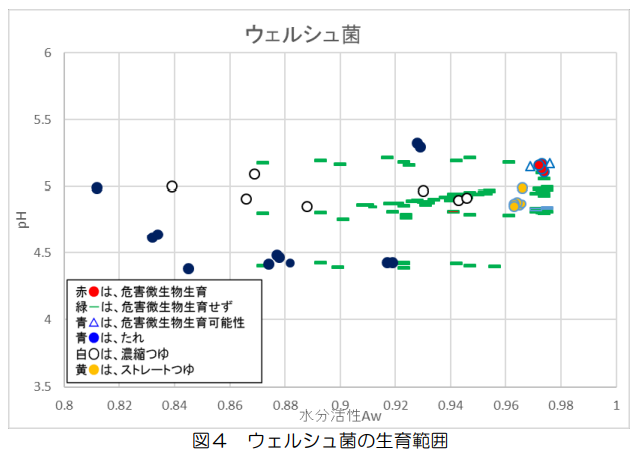 ウェルシュ菌
6
5.5
5
4.5
4
3.5
pH
赤●は、危害微生物生育
緑ーは、危害微生物生育せず
青△は、危害微生物生育可能性
青●は、たれ
白○は、濃縮つゆ
黄●は、ストレートつゆ
0.8 0.82 0.84 0.86 0.88 0.9 0.92 0.94 0.96 0.98 1
水分活性Aw
図4 ウェルシュ菌の生育範囲